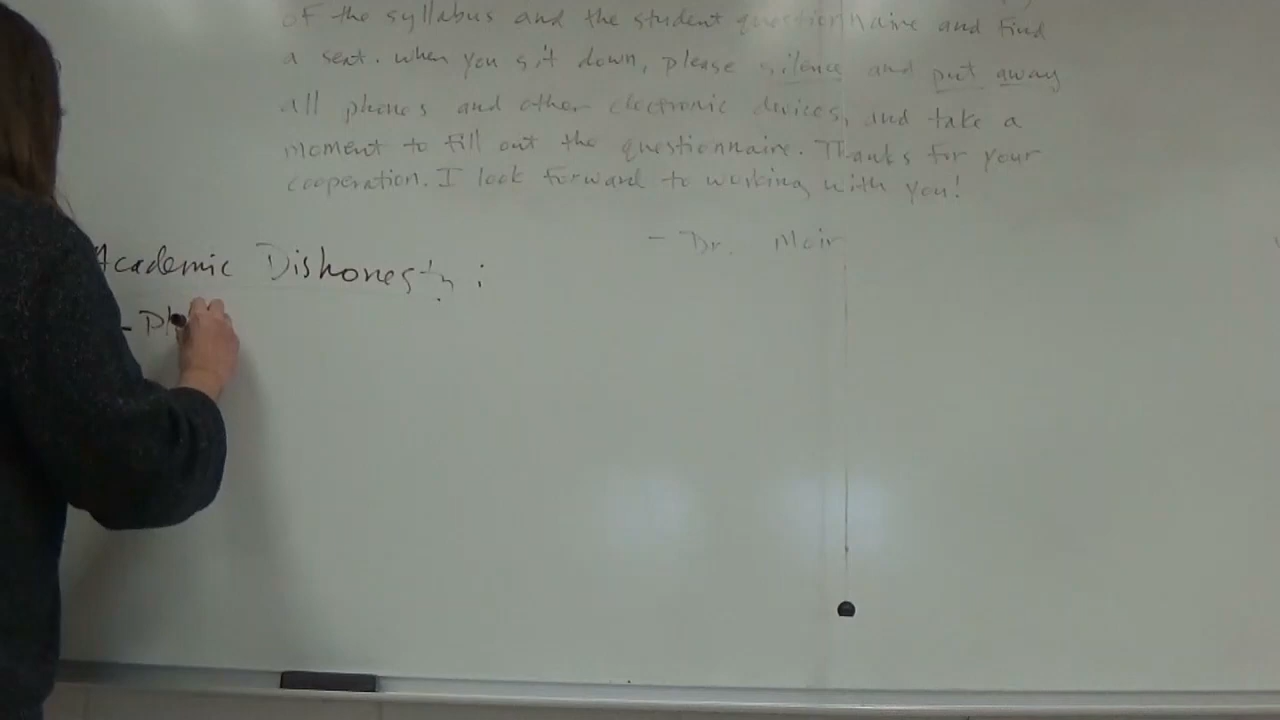 of the syllabus and the student questionnaire and find
a seat. When you sit down, please silence and put away
all phones and other electronic devices, and take a
moment to fill out the questionnaire. Thanks for your
cooperation. I look forward to working with you!
- Dr. Moir
Academic Dishonesty:
- Pl